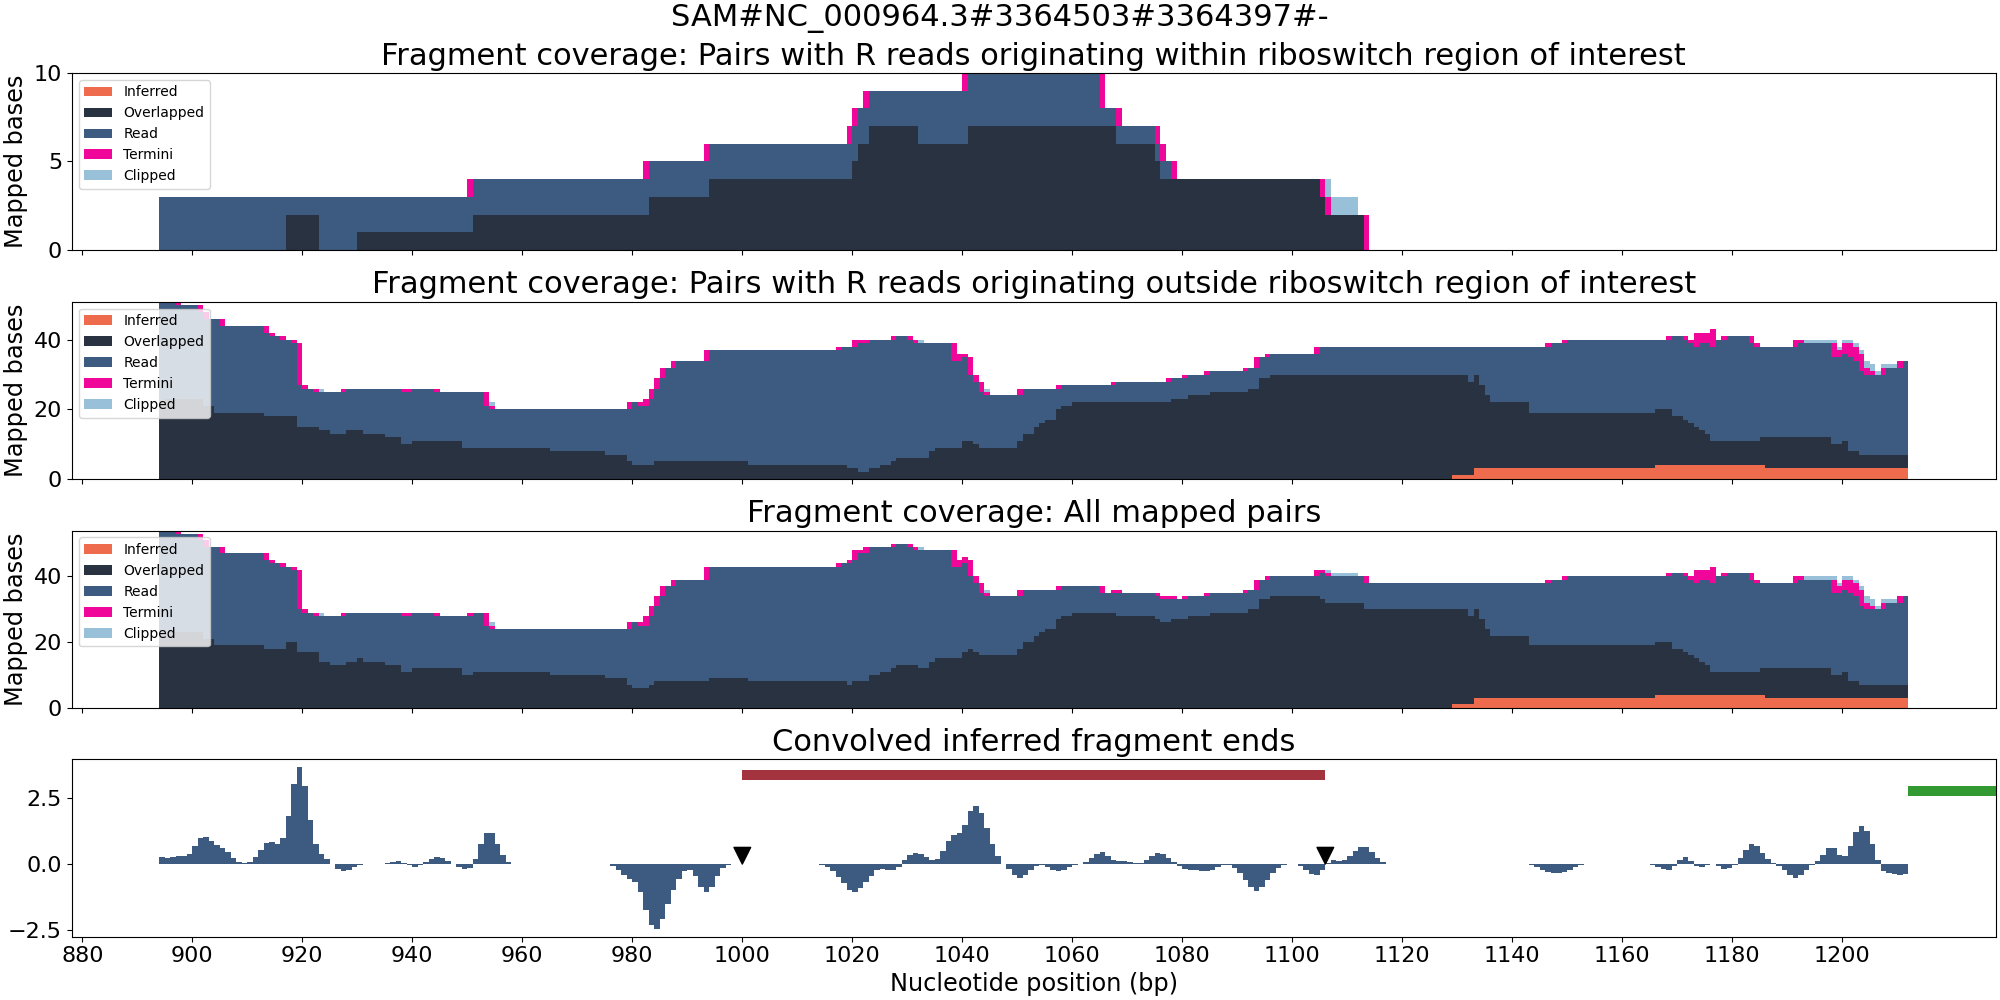 SAM#NC_000964.3#3364503#3364397#-
Fragment coverage: Pairs with R reads originating within riboswitch region of interest
Mapped bases
10
5
0
Inferred
Overlapped
Read
Termini
Clipped
Fragment coverage: Pairs with R reads originating outside riboswitch region of interest
Mapped bases
40
20
0
Inferred
Overlapped
Read
Termini
Clipped
Fragment coverage: All mapped pairs
Mapped bases
40
20
0
Inferred
Overlapped
Read
Termini
Clipped
Convolved inferred fragment ends
2.5
0.0
−2.5
880 900 920 940 960 980 1000 1020 1040 1060 1080 1100 1120 1140 1160 1180 1200
Nucleotide position (bp)